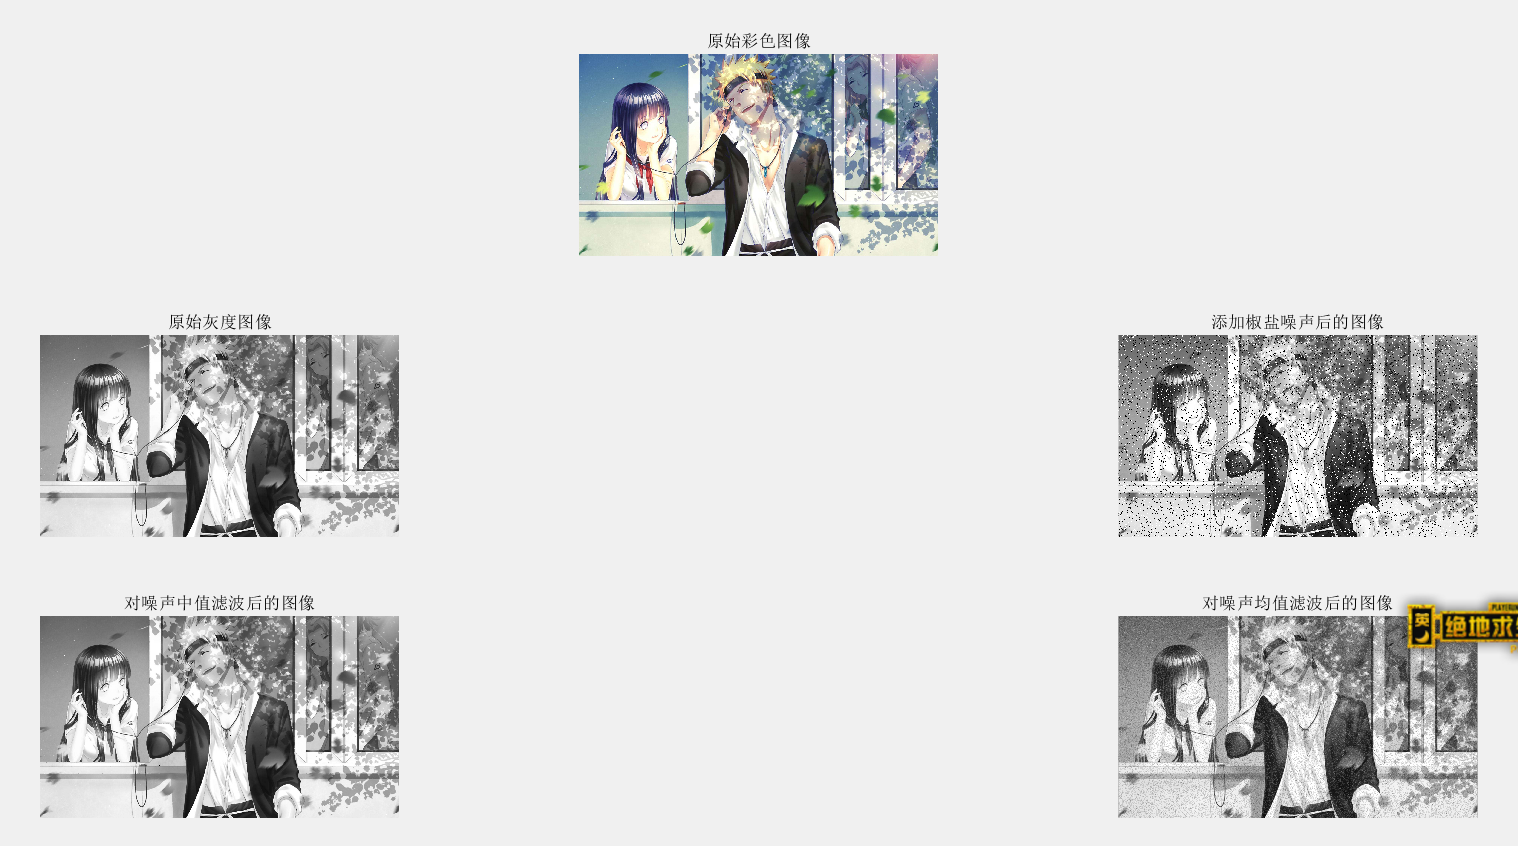 原始彩色图像
原始灰度图像
添加椒盐噪声后的图像
对噪声中值滤波后的图像
对噪声均值滤波后的图像
英
绝地求